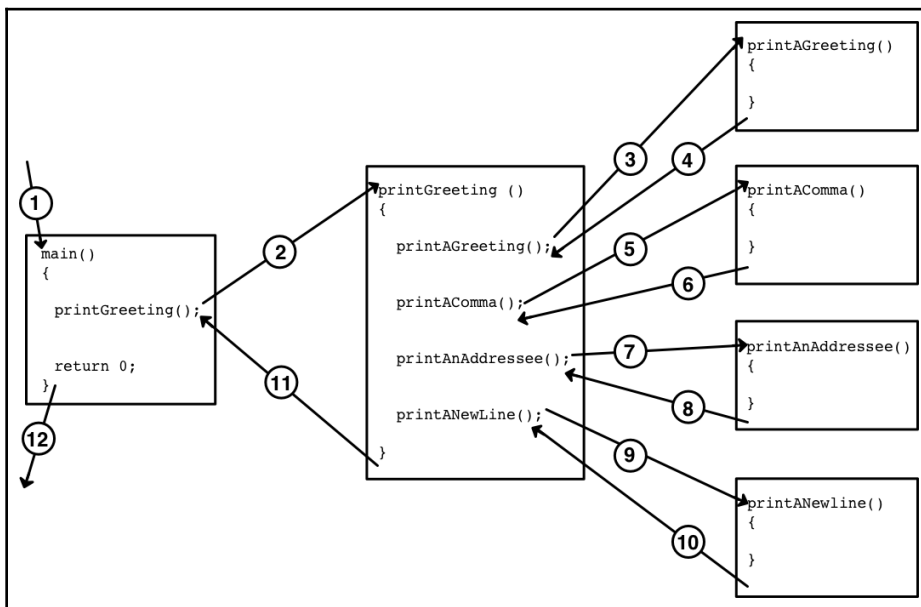 printAGreeting()
{
}
3
4
1
printGreeting ()
{
printAGreeting();
printAComma();
printAnAddressee();
printANewLine();
}
printAComma()
{
}
2
5
6
main()
{
printGreeting();
return 0;
}
11
12
7
8
printAnAddressee()
{
}
9
10
printANewline()
{
}